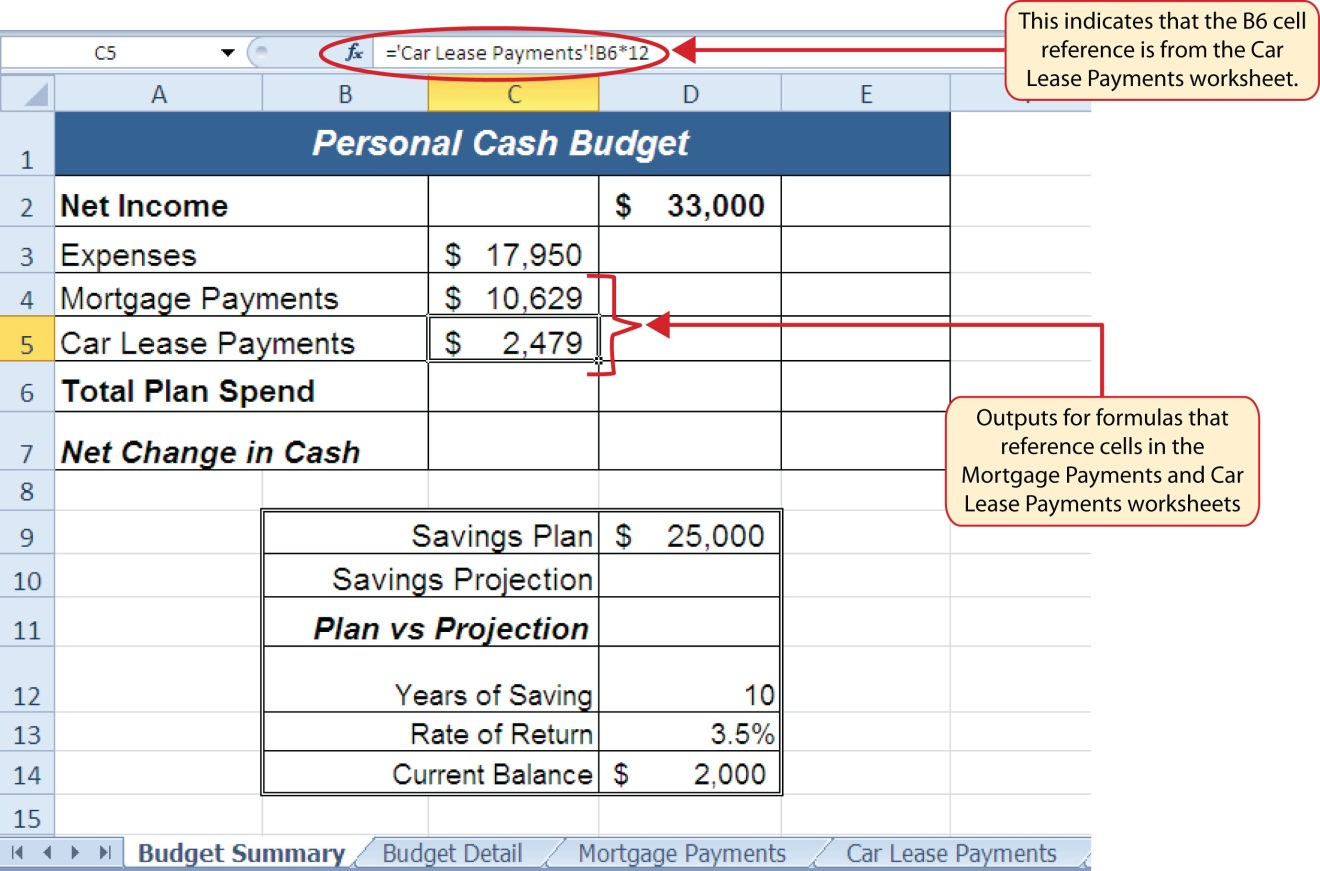 This indicates that the B6 cell
reference is from the Car
Lease Payments worksheet.
C5 fx ='Car Lease Payments'!B6*12
A B C D E
1 Personal Cash Budget
2 Net Income $ 33,000
3 Expenses $ 17,950
4 Mortgage Payments $ 10,629
5 Car Lease Payments $ 2,479
6 Total Plan Spend
7 Net Change in Cash
Outputs for formulas that
reference cells in the
Mortgage Payments and Car
Lease Payments worksheets
8
9 Savings Plan $ 25,000
10 Savings Projection
11 Plan vs Projection
12 Years of Saving 10
13 Rate of Return 3.5%
14 Current Balance $ 2,000
15
Budget Summary Budget Detail Mortgage Payments Car Lease Payments